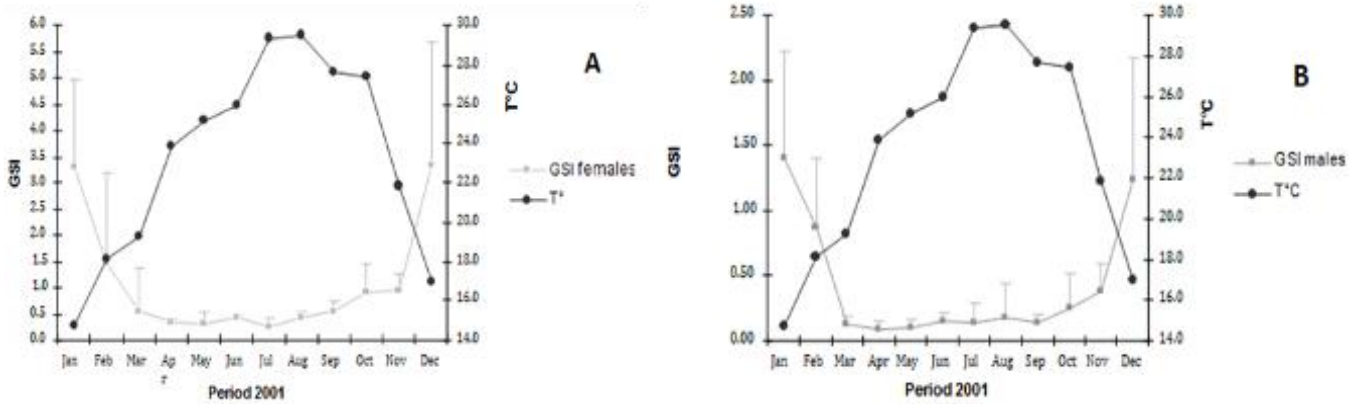 6.0
5.5
5.0
4.5
4.0
3.5
3.0
2.5
2.0
1.5
1.0
0.5
0.0
GSI
30.0
28.0
26.0
24.0
22.0
20.0
18.0
16.0
14.0
T°C
A
GSI females
T°
Jan Feb Mar Ap May Jun Jul Aug Sep Oct Nov Dec
r
Period 2001
2.50
2.00
1.50
1.00
0.50
0.00
GSI
30.0
28.0
26.0
24.0
22.0
20.0
18.0
16.0
14.0
T°C
B
GSI males
T°C
Jan Feb Mar Apr May Jun Jul Aug Sep Oct Nov Dec
Period 2001